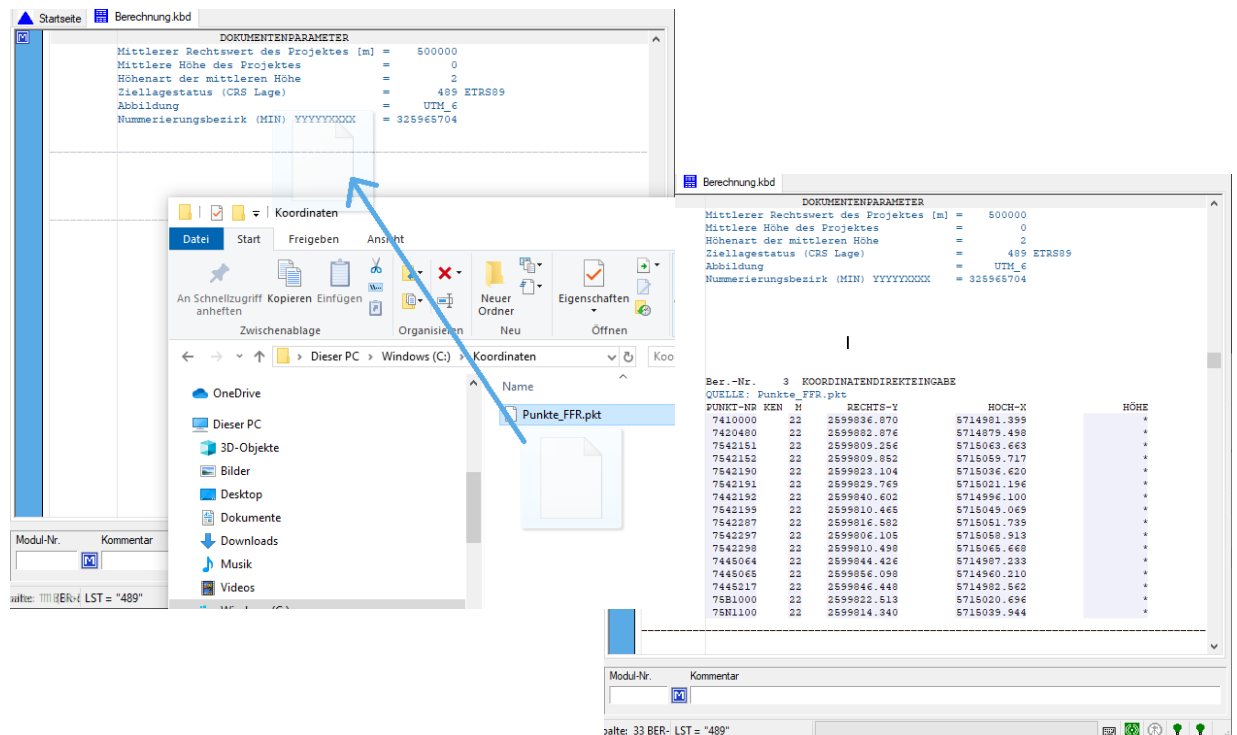 Startseite Berechnung.kbd
DOKUMENTENPARAMETER
Mittlerer Rechtswert des Projektes [m] = 500000
Mittlere Höhe des Projektes = 0
Höhenart der mittleren Höhe = 2
Ziellagestatus (CRS Lage) = 489 ETRS89
Abbildung = UTM_6
Nummerierungsbezirk (MIN) YYYYYXXXX = 325965704
Koordinaten
Datei Start Freigeben Ansicht
An Schnellzugriff anheften
Kopieren
Einfügen
Neuer Ordner
Eigenschaften
Zwischenablage Organisieren Neu Öffnen
Dieser PC > Windows (C:) > Koordinaten
OneDrive
Dieser PC
3D-Objekte
Bilder
Desktop
Dokumente
Downloads
Musik
Videos
Windows (C:)
Name
Punkte_FFR.pkt
Modul-Nr. Kommentar
LST = "489"
Berechnung.kbd
DOKUMENTENPARAMETER
Mittlerer Rechtswert des Projektes [m] = 500000
Mittlere Höhe des Projektes = 0
Höhenart der mittleren Höhe = 2
Ziellagestatus (CRS Lage) = 489 ETRS89
Abbildung = UTM_6
Nummerierungsbezirk (MIN) YYYYYXXXX = 325965704
Ber.-Nr. 3 KOORDINATENDIREKTEINGABE
QUELLE: Punkte_FFR.pkt
PUNKT-NR KEN M RECHTS-Y HOCH-X HÖHE
7410000 22 2599836.870 5714981.399 *
7420480 22 2599882.876 5714879.498 *
7542151 22 2599809.256 5715063.663 *
7542152 22 2599809.852 5715059.717 *
7542190 22 2599823.104 5715036.620 *
7542191 22 2599829.769 5715021.196 *
7442192 22 2599840.602 5714996.100 *
7542199 22 2599810.465 5715049.069 *
7542287 22 2599816.582 5715051.739 *
7542297 22 2599806.105 5715058.913 *
7542298 22 2599810.498 5715065.668 *
7445064 22 2599844.426 5714987.233 *
7445065 22 2599856.098 5714960.210 *
7445217 22 2599846.448 5714982.562 *
75B1000 22 2599822.513 5715020.696 *
75N1100 22 2599814.340 5715039.944 *
Modul-Nr. Kommentar
palte: 33 BER- LST = "489"